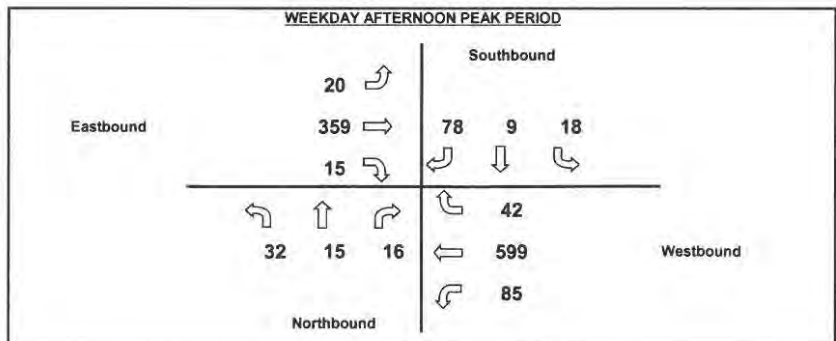 WEEKDAY AFTERNOON PEAK PERIOD
Southbound
20
Eastbound 359 78 9 18
15
42
32 15 16 599 Westbound
85
Northbound